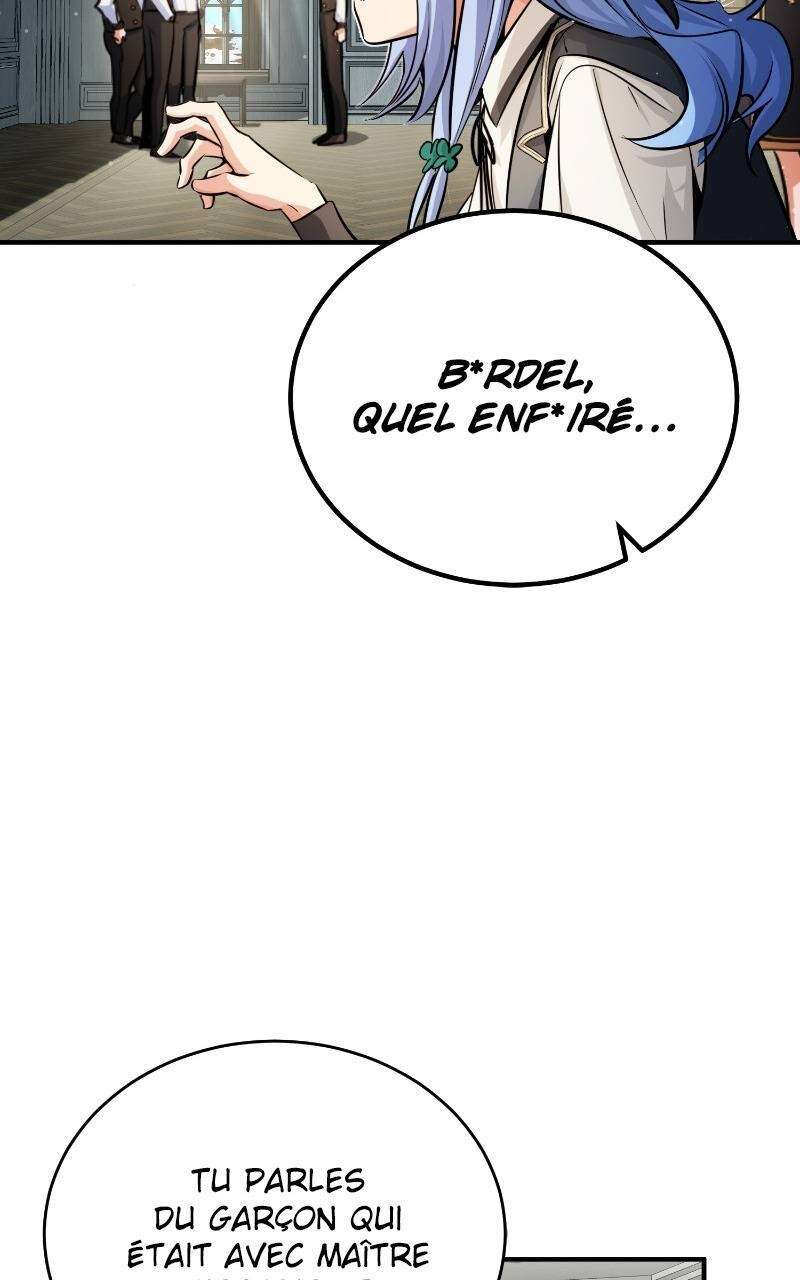 B*RDEL,
QUEL ENF*IRÉ...
TU PARLES
DU GARÇON QUI
ÉTAIT AVEC MAÎTRE